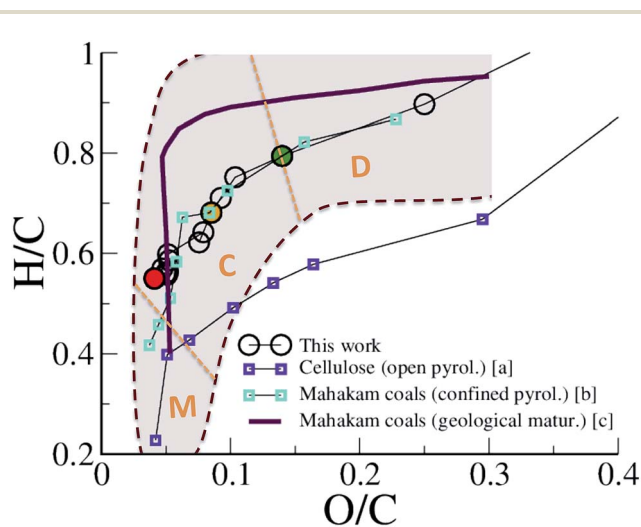 1
0.8
0.6
0.4
0.2
H/C
D
C
M
This work
Cellulose (open pyrol.) [a]
Mahakam coals (confined pyrol.) [b]
Mahakam coals (geological matur.) [c]
0 0.1 0.2 0.3 0.4
O/C